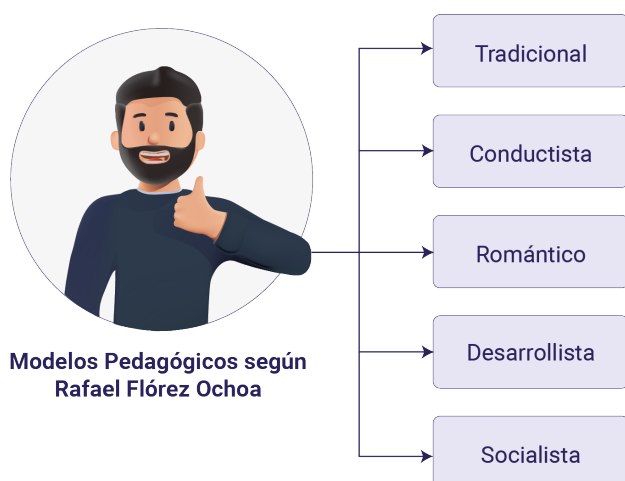 Modelos Pedagógicos según
Rafael Flórez Ochoa
Tradicional
Conductista
Romántico
Desarrollista
Socialista